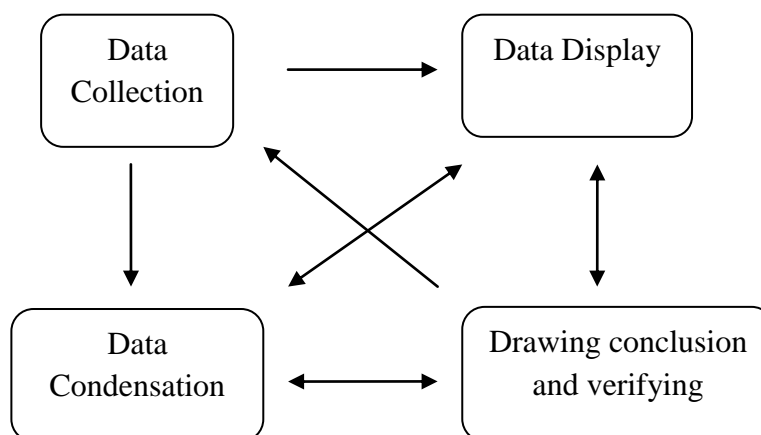 Data
Collection
Data Display
Data
Condensation
Drawing conclusion
and verifying